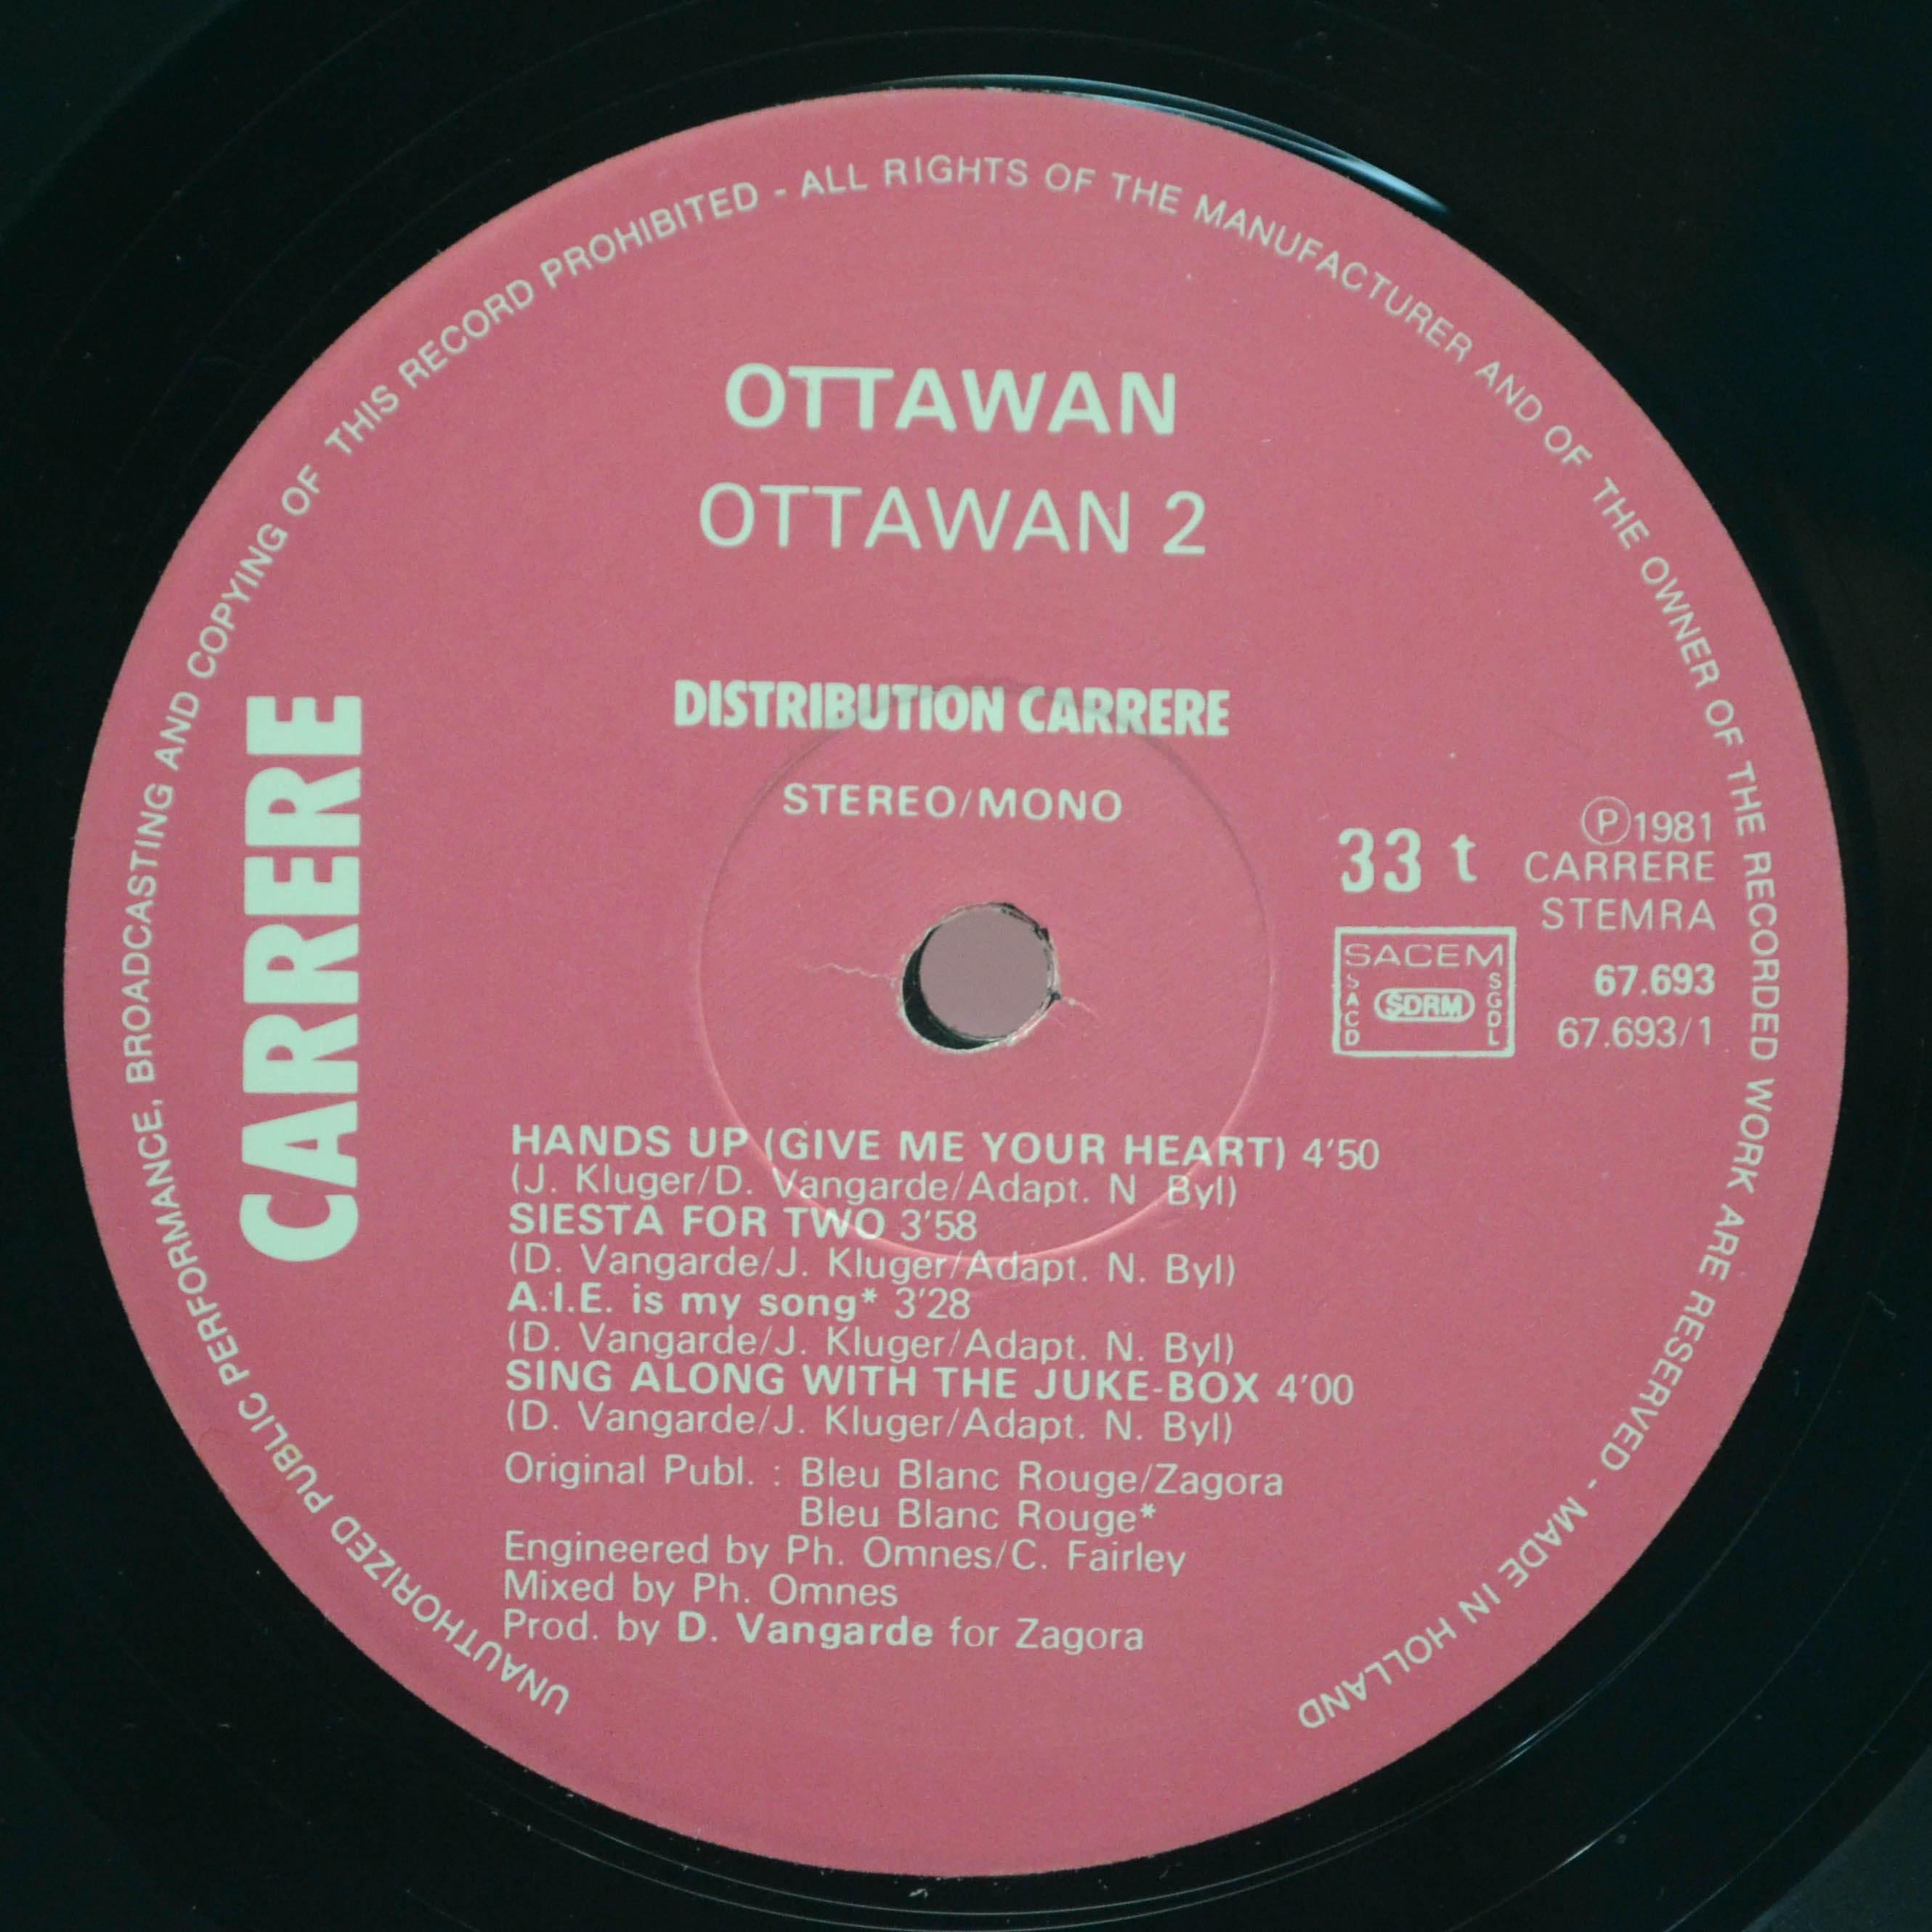 UNAUTHORIZED PUBLIC PERFORMANCE, BROADCASTING AND COPYING OF THIS RECORD PROHIBITED - ALL RIGHTS OF THE MANUFACTURER AND OF THE OWNER OF THE RECORDED WORK ARE RESERVED - MADE IN HOLLAND
OTTAWAN
OTTAWAN 2
DISTRIBUTION CARRERE
STEREO/MONO
CARRERE
33 t
Ⓟ1981
CARRERE
STEMRA
67.693
67.693/1
SACEM
SACD
SDRM
SGDL
HANDS UP (GIVE ME YOUR HEART) 4'50
(J. Kluger/D. Vangarde/Adapt. N Byl)
SIESTA FOR TWO 3'58
(D. Vangarde/J. Kluger/Adapt. N. Byl)
A.I.E. is my song* 3'28
(D. Vangarde/J. Kluger/Adapt. N. Byl)
SING ALONG WITH THE JUKE-BOX 4'00
(D. Vangarde/J. Kluger/Adapt. N. Byl)
Original Publ. : Bleu Blanc Rouge/Zagora
Bleu Blanc Rouge*
Engineered by Ph. Omnes/C. Fairley
Mixed by Ph. Omnes
Prod. by D. Vangarde for Zagora